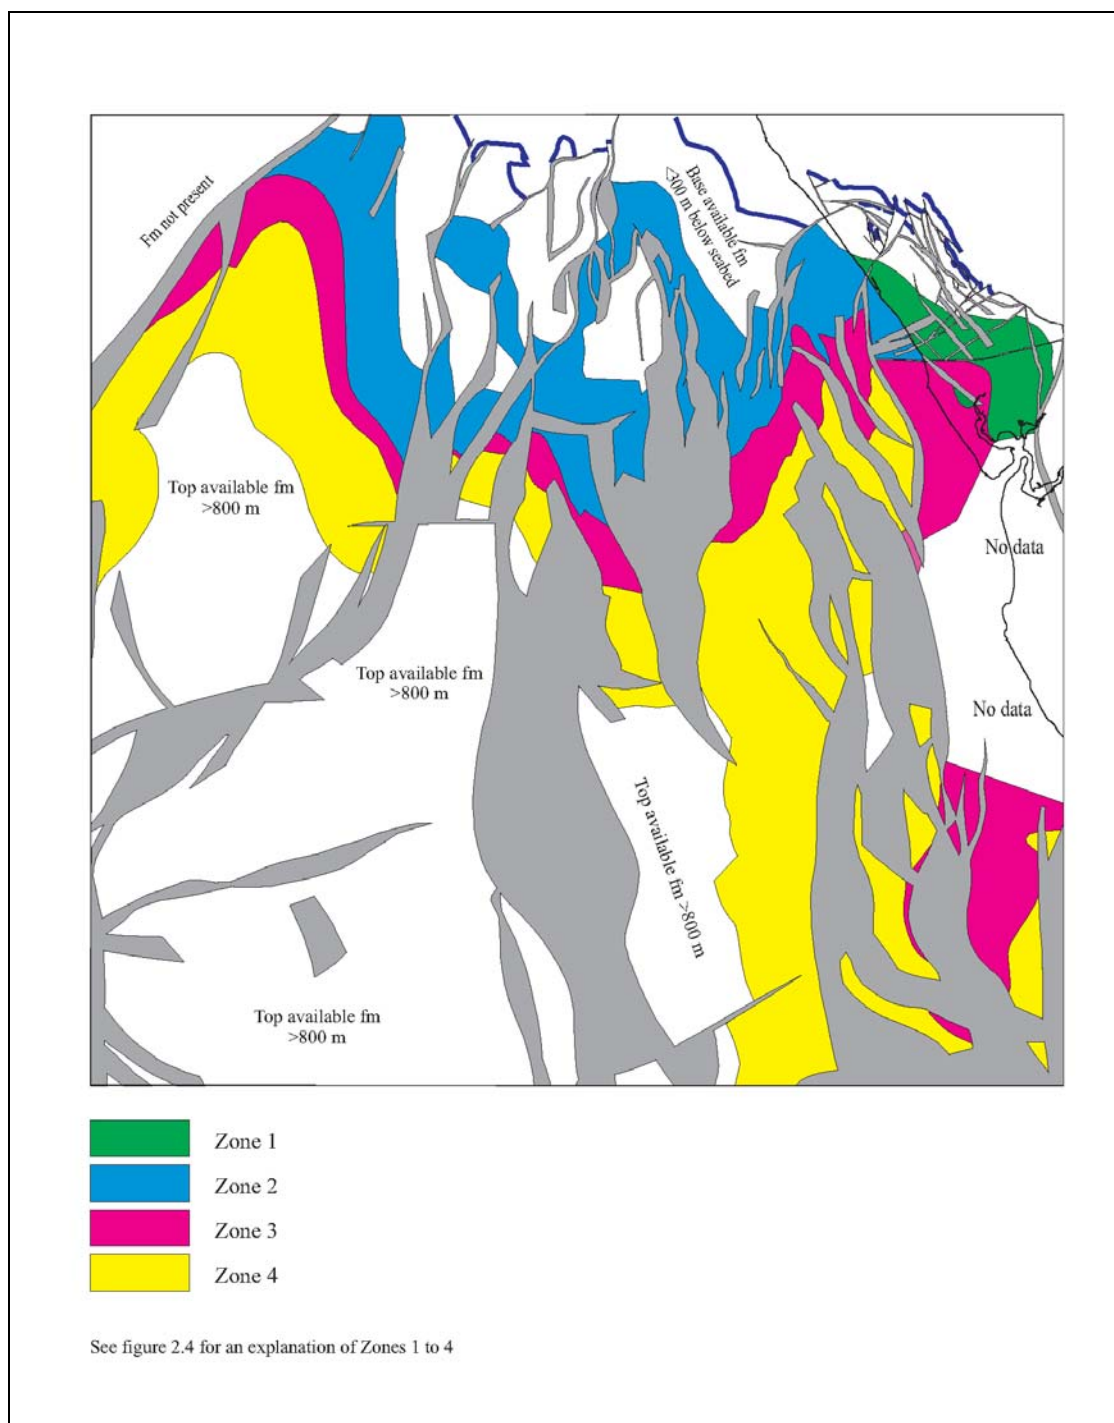 Fm not present
Base available fm
<300 m below seabed
Top available fm
>800 m
No data
Top available fm
>800 m
No data
Top available fm >800 m
Top available fm
>800 m
Zone 1
Zone 2
Zone 3
Zone 4
See figure 2.4 for an explanation of Zones 1 to 4